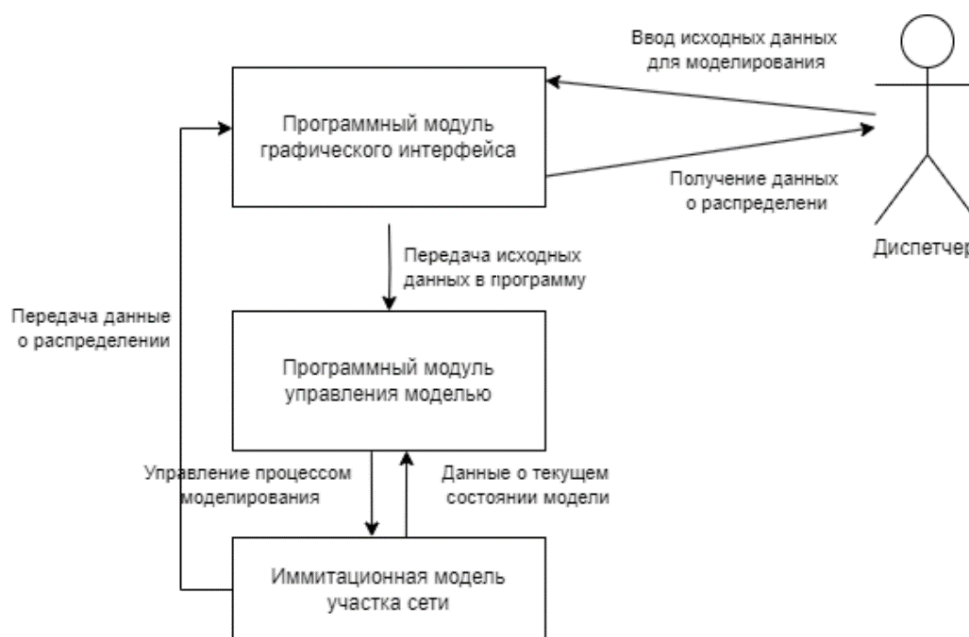 Ввод исходных данных
для моделирования
Программный модуль
графического интерфейса
Получение данных
о распределени
Диспетчер
Передача исходных
данных в программу
Передача данные
о распределении
Программный модуль
управления моделью
Управление процессом
моделирования
Данные о текущем
состоянии модели
Иммитационная модель
участка сети